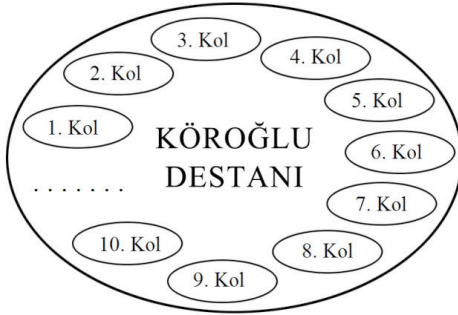 1. Kol
2. Kol
3. Kol
4. Kol
5. Kol
6. Kol
7. Kol
8. Kol
9. Kol
10. Kol
. . . . . . .
KÖROĞLU
DESTANI